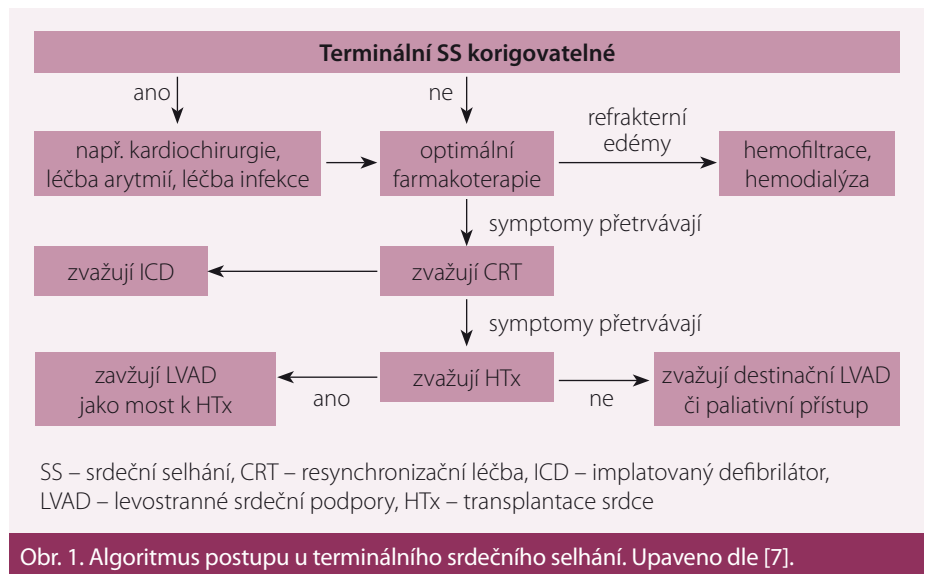 Terminální SS korigovatelné
ano
ne
např. kardiochirurgie,
léčba arytmií, léčba infekce
optimální
farmakoterapie
refrakterní
edémy
hemofiltrace,
hemodialýza
symptomy přetrvávají
zvažují ICD
zvažují CRT
symptomy přetrvávají
zavžují LVAD
jako most k HTx
ano
zvažují HTx
ne
zvažují destinační LVAD
či paliativní přístup
SS – srdeční selhání, CRT – resynchronizační léčba, ICD – implatovaný defibrilátor,
LVAD – levostranné srdeční podpory, HTx – transplantace srdce
Obr. 1. Algoritmus postupu u terminálního srdečního selhání. Upaveno dle [7].